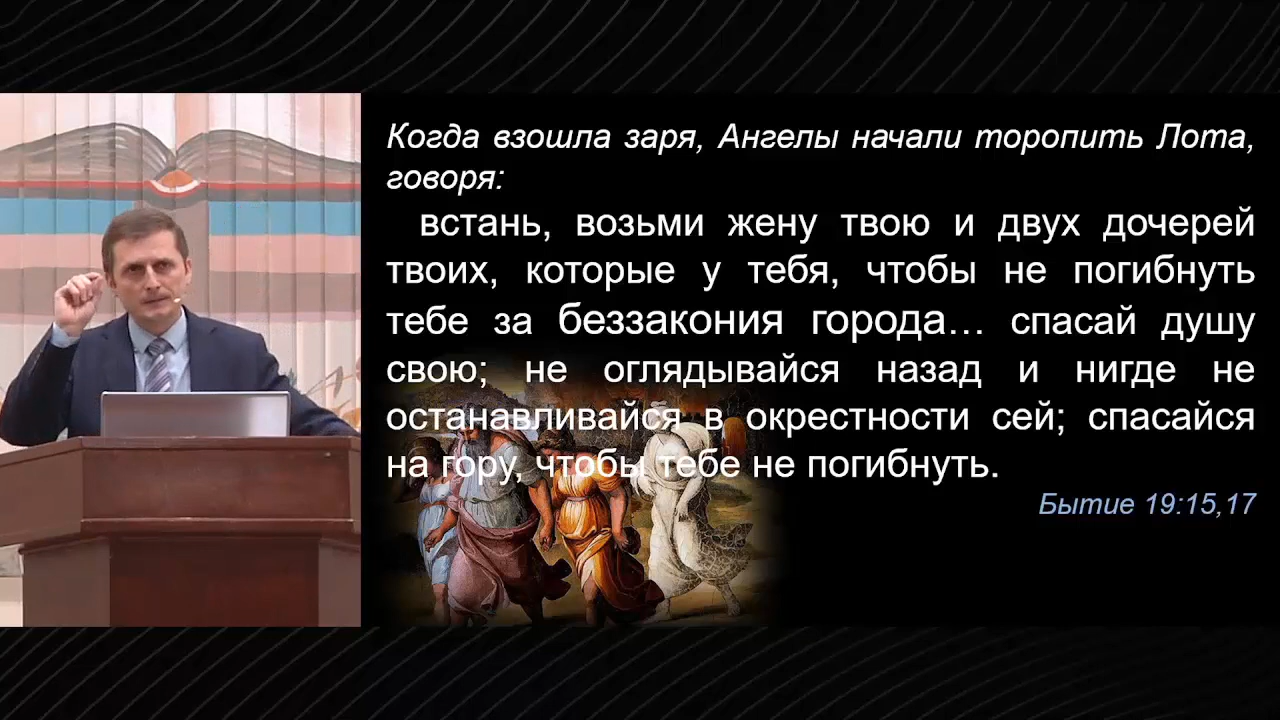 Когда взошла заря, Ангелы начали торопить Лота,
говоря:
встань, возьми жену твою и двух дочерей
твоих, которые у тебя, чтобы не погибнуть
тебе за беззакония города… спасай душу
свою; не оглядывайся назад и нигде не
останавливайся в окрестности сей; спасайся
на гору, чтобы тебе не погибнуть.
Бытие 19:15,17